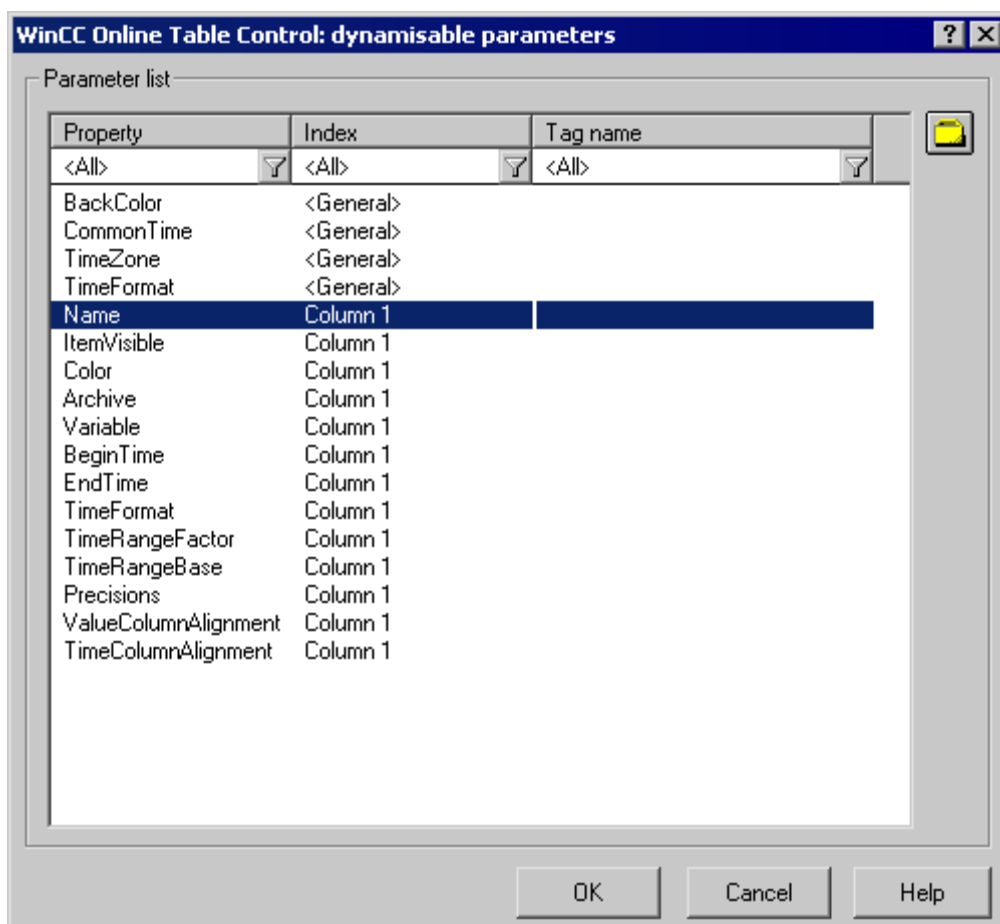 WinCC Online Table Control: dynamisable parameters
Parameter list
Property Index Tag name
<All> <All> <All>
BackColor <General>
CommonTime <General>
TimeZone <General>
TimeFormat <General>
Name Column 1
ItemVisible Column 1
Color Column 1
Archive Column 1
Variable Column 1
BeginTime Column 1
EndTime Column 1
TimeFormat Column 1
TimeRangeFactor Column 1
TimeRangeBase Column 1
Precisions Column 1
ValueColumnAlignment Column 1
TimeColumnAlignment Column 1
OK Cancel Help